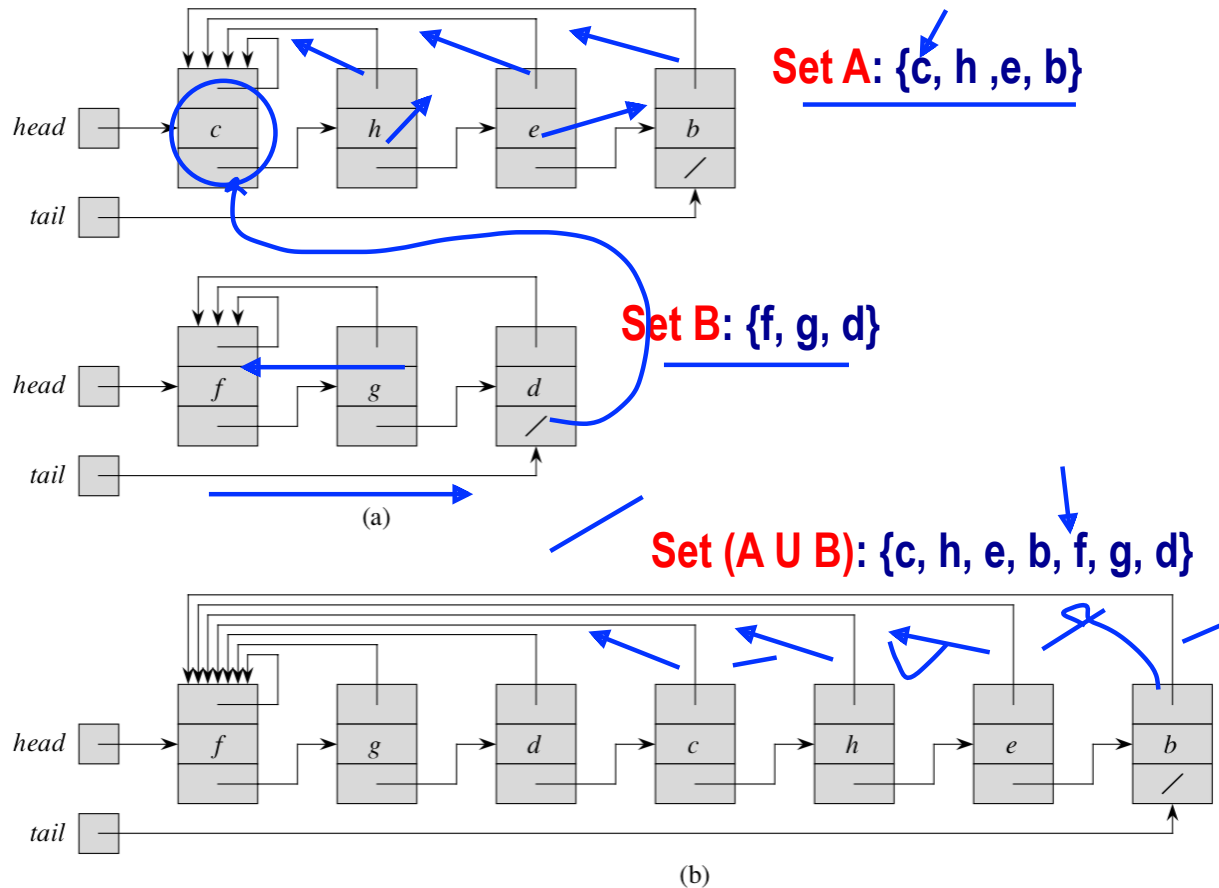 Set A: {c, h ,e, b}
head c h e b
tail
Set B: {f, g, d}
head f g d
tail
(a)
Set (A U B): {c, h, e, b, f, g, d}
head f g d c h e b
tail
(b)